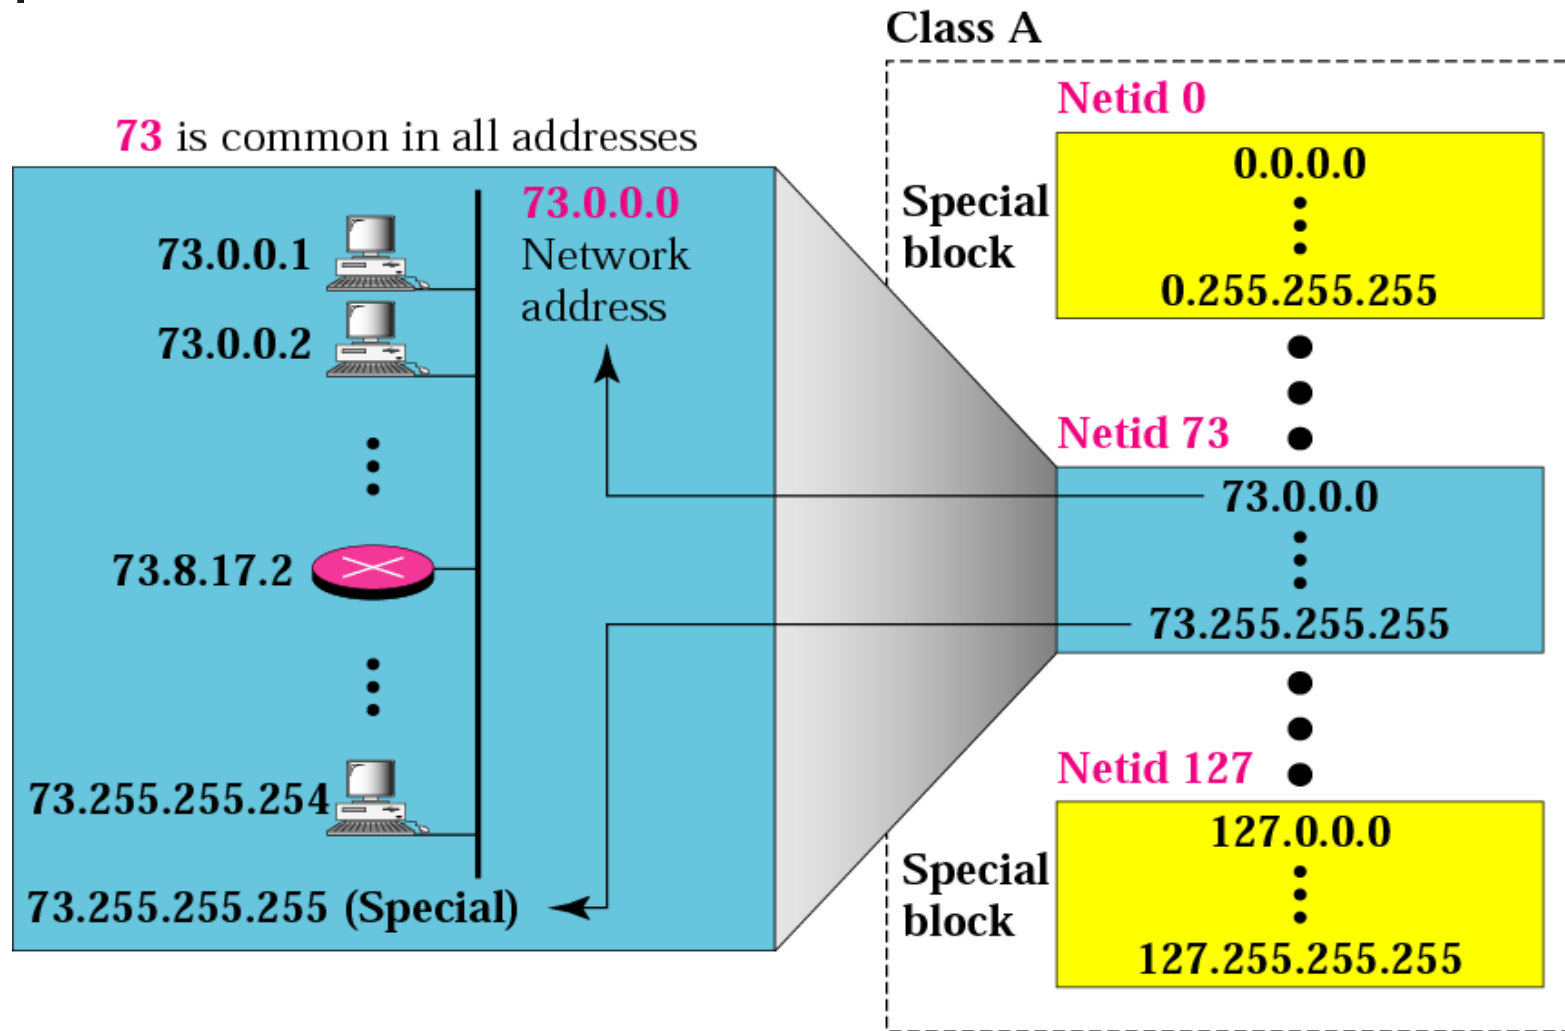 Class A
73 is common in all addresses
73.0.0.0
Network
address
73.0.0.1
73.0.0.2
73.8.17.2
73.255.255.254
73.255.255.255 (Special)
Netid 0
Special
block
0.0.0.0
0.255.255.255
Netid 73
73.0.0.0
73.255.255.255
Netid 127
Special
block
127.0.0.0
127.255.255.255